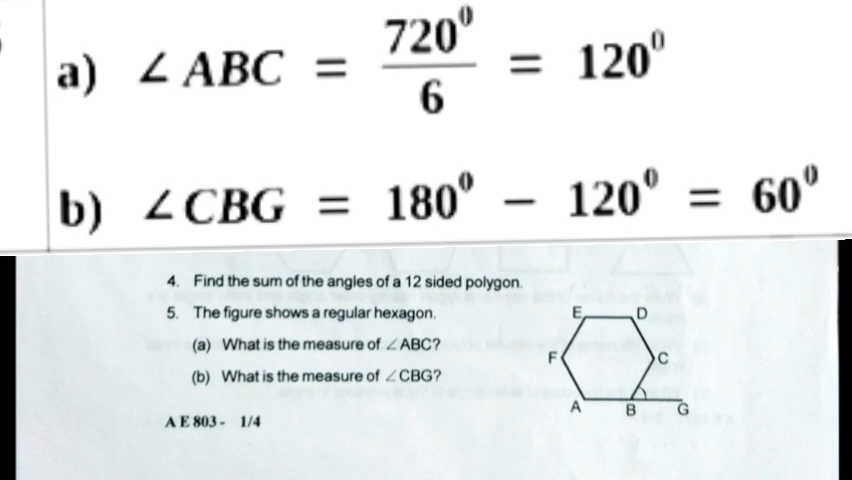 a) ∠ ABC = 720⁰/6 = 120⁰
b) ∠CBG = 180⁰ − 120⁰ = 60⁰
4. Find the sum of the angles of a 12 sided polygon.
5. The figure shows a regular hexagon.
(a) What is the measure of ∠ABC?
(b) What is the measure of ∠CBG?
E D
F C
A B G
A E 803 - 1/4